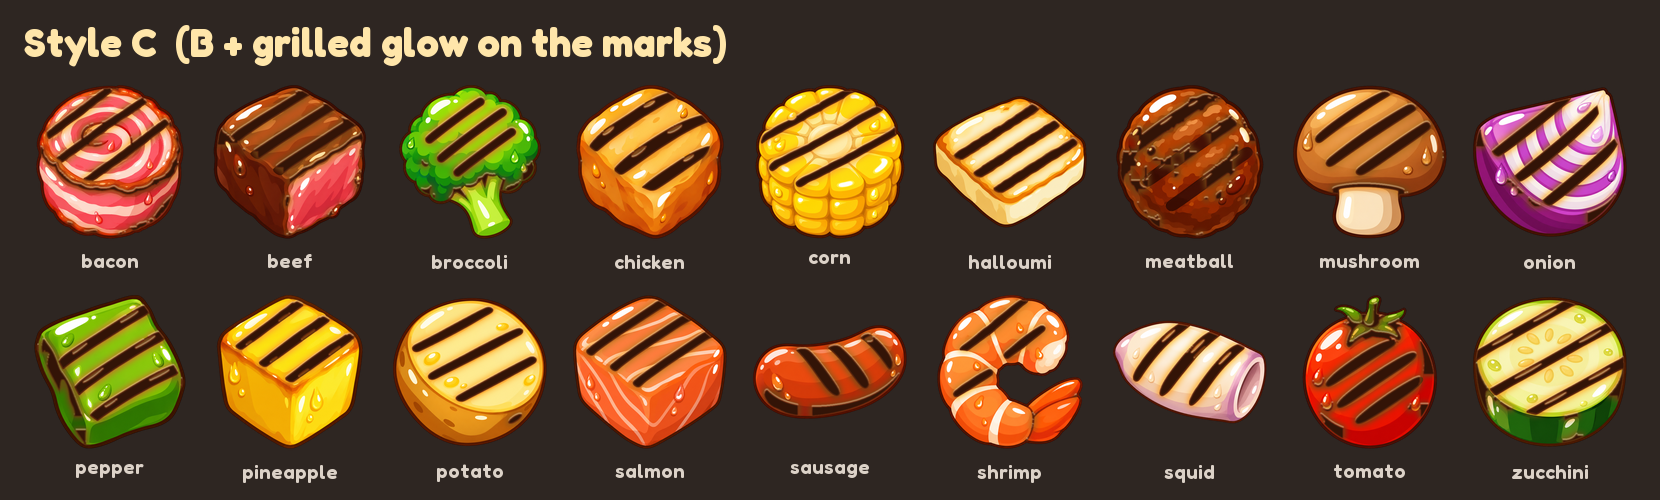 Style C (B + grilled glow on the marks)
bacon beef broccoli chicken corn halloumi meatball mushroom onion
pepper pineapple potato salmon sausage shrimp squid tomato zucchini